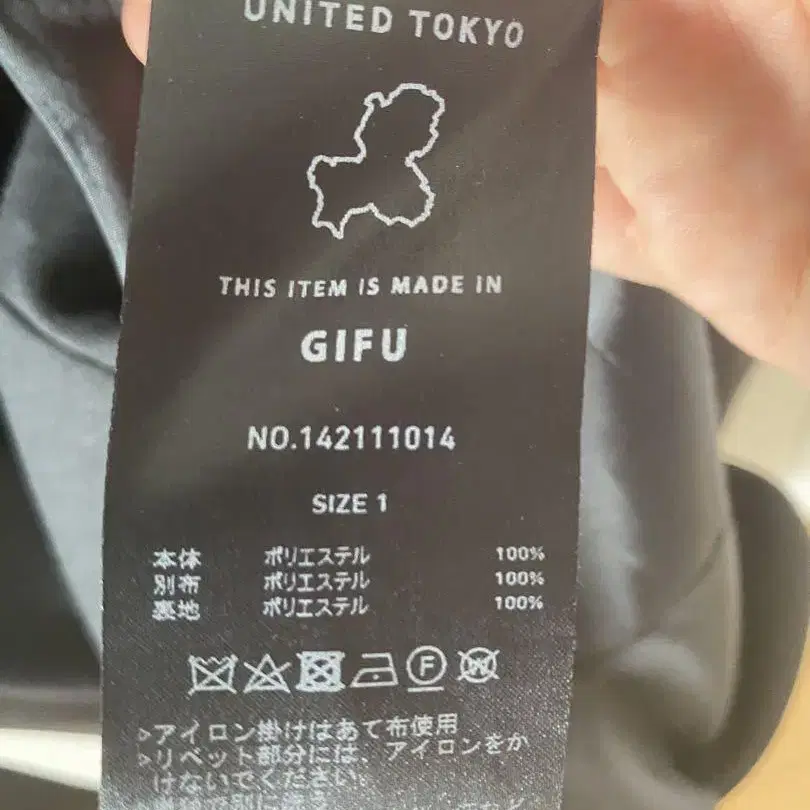 UNITED TOKYO
THIS ITEM IS MADE IN
GIFU
NO.142111014
SIZE 1
本体 ポリエステル 100%
別布 ポリエステル 100%
裏地 ポリエステル 100%
F W
>アイロン掛けはあて布使用
>リベット部分には、アイロンをか
けないでください。